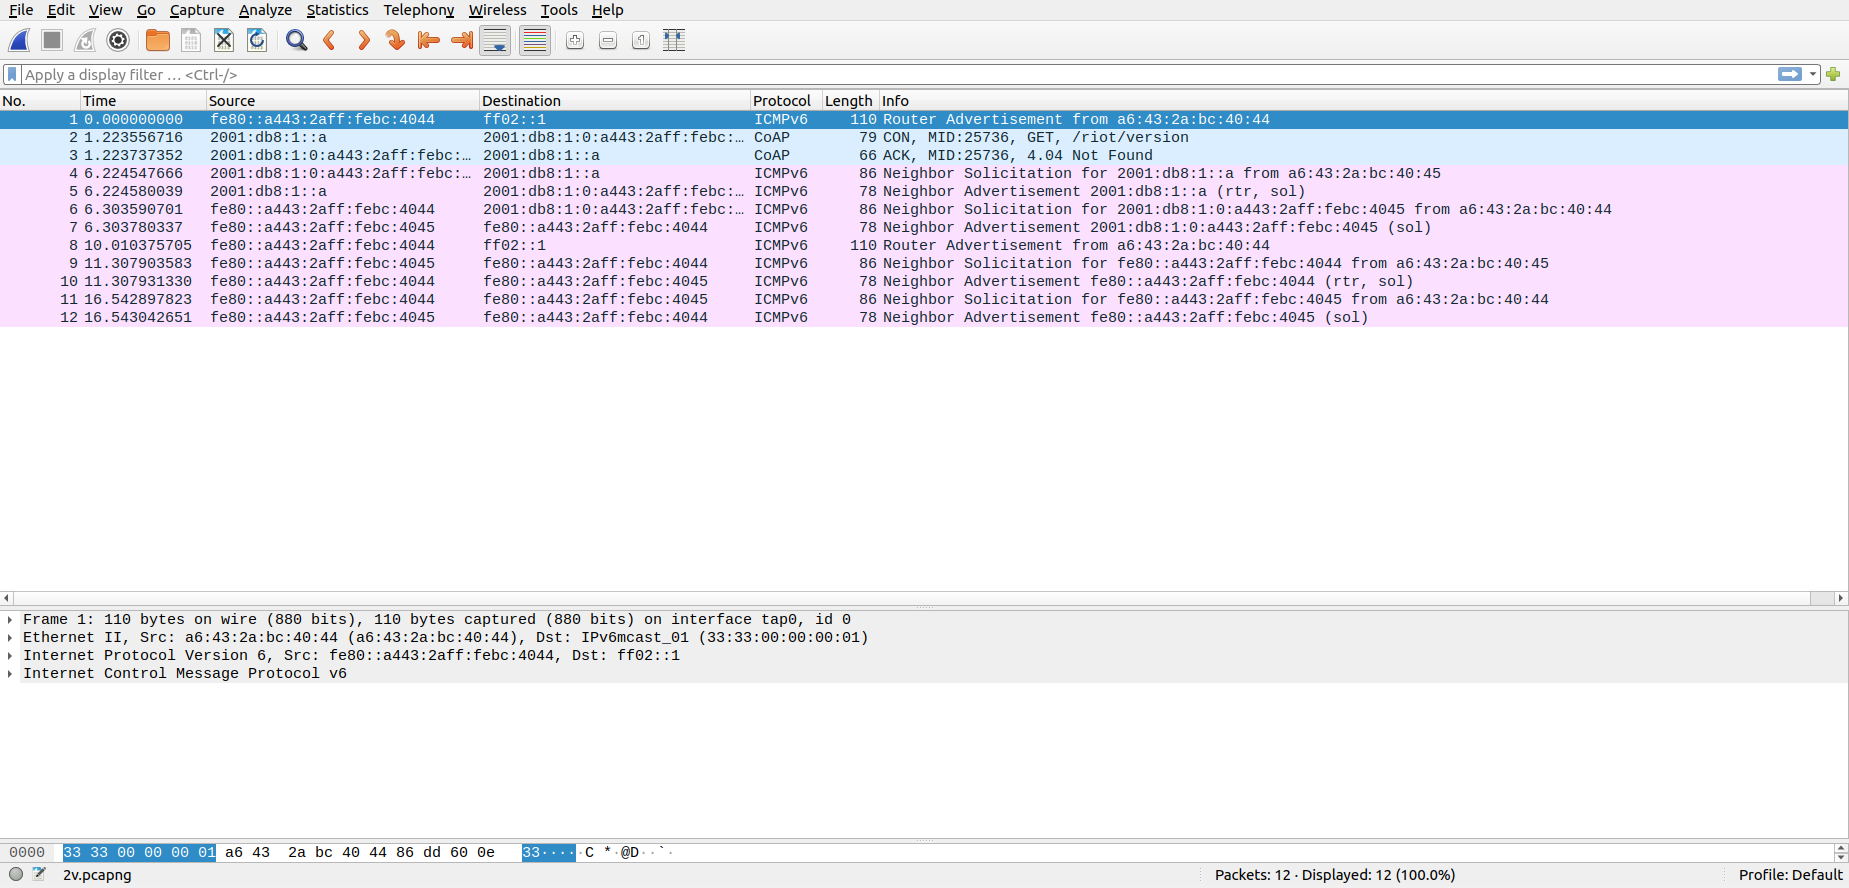 File Edit View Go Capture Analyze Statistics Telephony Wireless Tools Help
Apply a display filter … <Ctrl-/>
No. Time Source Destination Protocol Length Info
1 0.000000000 fe80::a443:2aff:febc:4044 ff02::1 ICMPv6 110 Router Advertisement from a6:43:2a:bc:40:44
2 1.223556716 2001:db8:1::a 2001:db8:1:0:a443:2aff:febc:… CoAP 79 CON, MID:25736, GET, /riot/version
3 1.223737352 2001:db8:1:0:a443:2aff:febc:… 2001:db8:1::a CoAP 66 ACK, MID:25736, 4.04 Not Found
4 6.224547666 2001:db8:1:0:a443:2aff:febc:… 2001:db8:1::a ICMPv6 86 Neighbor Solicitation for 2001:db8:1::a from a6:43:2a:bc:40:45
5 6.224580039 2001:db8:1::a 2001:db8:1:0:a443:2aff:febc:… ICMPv6 78 Neighbor Advertisement 2001:db8:1::a (rtr, sol)
6 6.303590701 fe80::a443:2aff:febc:4044 2001:db8:1:0:a443:2aff:febc:… ICMPv6 86 Neighbor Solicitation for 2001:db8:1:0:a443:2aff:febc:4045 from a6:43:2a:bc:40:44
7 6.303780337 fe80::a443:2aff:febc:4045 fe80::a443:2aff:febc:4044 ICMPv6 78 Neighbor Advertisement 2001:db8:1:0:a443:2aff:febc:4045 (sol)
8 10.010375705 fe80::a443:2aff:febc:4044 ff02::1 ICMPv6 110 Router Advertisement from a6:43:2a:bc:40:44
9 11.307903583 fe80::a443:2aff:febc:4045 fe80::a443:2aff:febc:4044 ICMPv6 86 Neighbor Solicitation for fe80::a443:2aff:febc:4044 from a6:43:2a:bc:40:45
10 11.307931330 fe80::a443:2aff:febc:4044 fe80::a443:2aff:febc:4045 ICMPv6 78 Neighbor Advertisement fe80::a443:2aff:febc:4044 (rtr, sol)
11 16.542897823 fe80::a443:2aff:febc:4044 fe80::a443:2aff:febc:4045 ICMPv6 86 Neighbor Solicitation for fe80::a443:2aff:febc:4045 from a6:43:2a:bc:40:44
12 16.543042651 fe80::a443:2aff:febc:4045 fe80::a443:2aff:febc:4044 ICMPv6 78 Neighbor Advertisement fe80::a443:2aff:febc:4045 (sol)
Frame 1: 110 bytes on wire (880 bits), 110 bytes captured (880 bits) on interface tap0, id 0
Ethernet II, Src: a6:43:2a:bc:40:44 (a6:43:2a:bc:40:44), Dst: IPv6mcast_01 (33:33:00:00:00:01)
Internet Protocol Version 6, Src: fe80::a443:2aff:febc:4044, Dst: ff02::1
Internet Control Message Protocol v6
0000 33 33 00 00 00 01 a6 43 2a bc 40 44 86 dd 60 0e 33·····C *·@D··`·
2v.pcapng Packets: 12 · Displayed: 12 (100.0%) Profile: Default